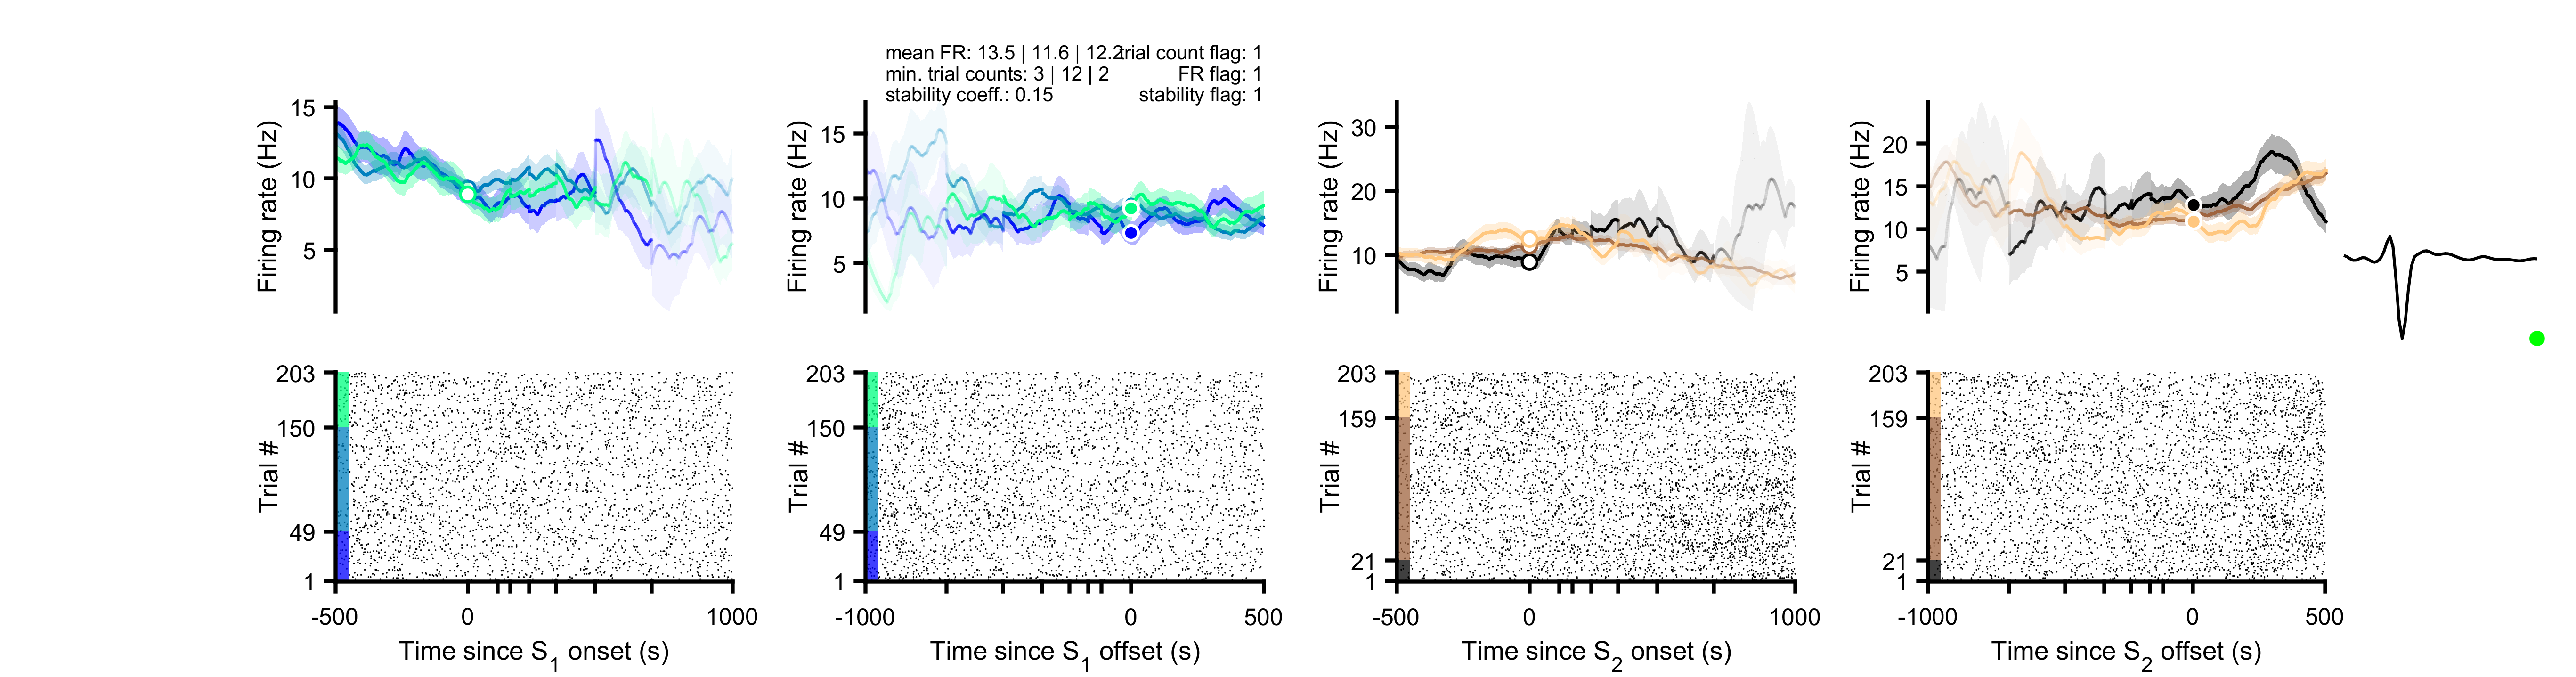 mean FR: 13.5 | 11.6 | 12.2
trial count flag: 1
min. trial counts: 3 | 12 | 2
FR flag: 1
stability coeff.: 0.15
stability flag: 1
Firing rate (Hz)
15
10
5
Firing rate (Hz)
15
10
5
Firing rate (Hz)
30
20
10
Firing rate (Hz)
20
15
10
5
Trial #
203
150
49
1
-500
0
1000
Time since S1 onset (s)
Trial #
203
150
49
1
-1000
0
500
Time since S1 offset (s)
Trial #
203
159
21
1
-500
0
1000
Time since S2 onset (s)
Trial #
203
159
21
1
-1000
0
500
Time since S2 offset (s)